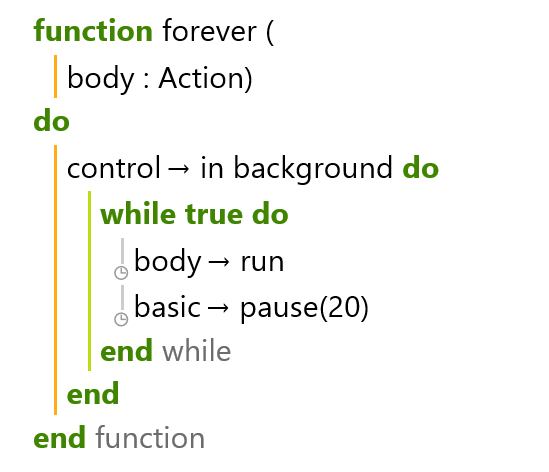 function forever (
body : Action)
do
control → in background do
while true do
body → run
basic → pause(20)
end while
end
end function